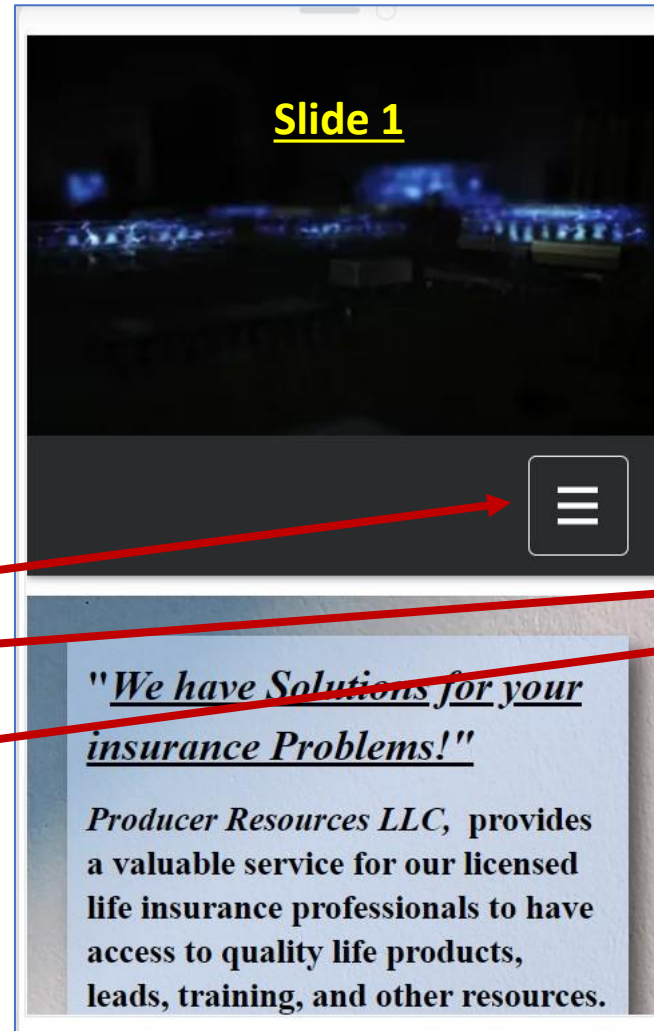 Slide 1
"We have Solutions for your
insurance Problems!"
Producer Resources LLC, provides
a valuable service for our licensed
life insurance professionals to have
access to quality life products,
leads, training, and other resources.